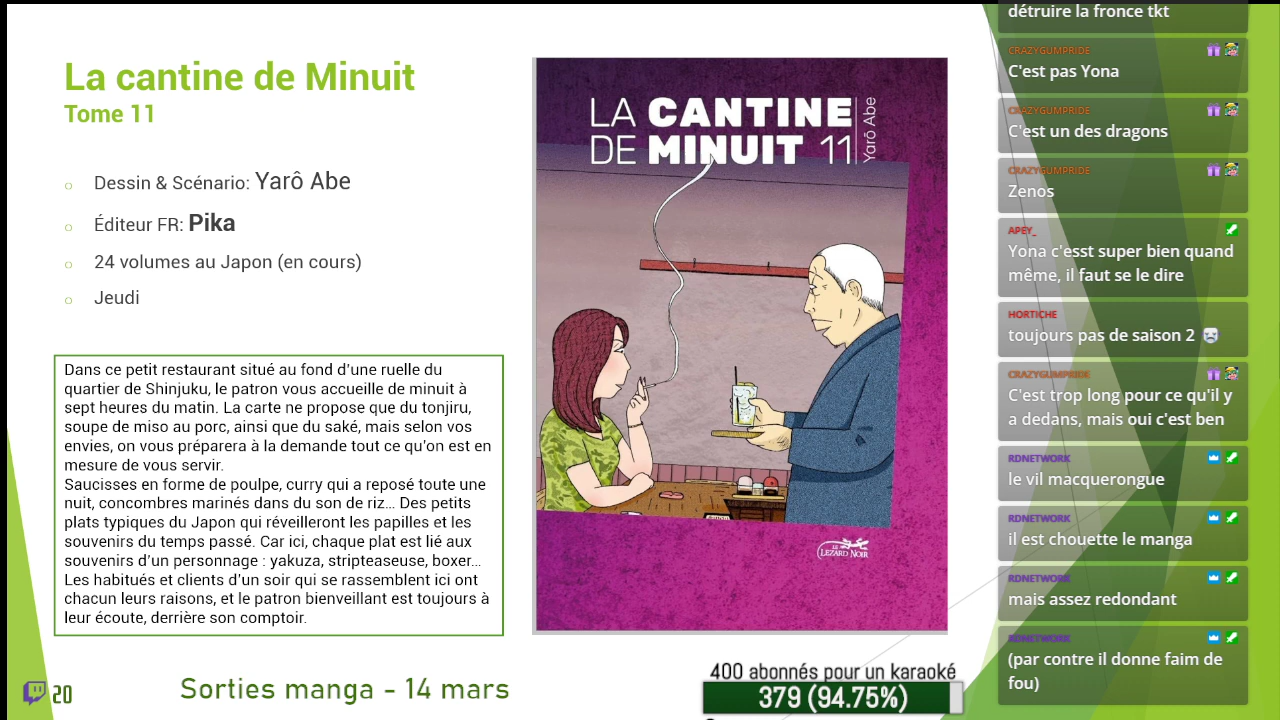 La cantine de Minuit
Tome 11
Dessin & Scénario: Yarô Abe
Éditeur FR: Pika
24 volumes au Japon (en cours)
Jeudi
Dans ce petit restaurant situé au fond d'une ruelle du
quartier de Shinjuku, le patron vous accueille de minuit à
sept heures du matin. La carte ne propose que du tonjiru,
soupe de miso au porc, ainsi que du saké, mais selon vos
envies, on vous préparera à la demande tout ce qu'on est en
mesure de vous servir.
Saucisses en forme de poulpe, curry qui a reposé toute une
nuit, concombres marinés dans du son de riz... Des petits
plats typiques du Japon qui réveilleront les papilles et les
souvenirs du temps passé. Car ici, chaque plat est lié aux
souvenirs d'un personnage : yakuza, stripteaseuse, boxer...
Les habitués et clients d'un soir qui se rassemblent ici ont
chacun leurs raisons, et le patron bienveillant est toujours à
leur écoute, derrière son comptoir.
LA CANTINE
DE MINUIT 11
Yarô Abe
LE
LEZARD NOIR
20
Sorties manga - 14 mars
400 abonnés pour un karaoké
379 (94.75%)
détruire la fronce tkt
CRAZYGUMPRIDE
C'est pas Yona
CRAZYGUMPRIDE
C'est un des dragons
CRAZYGUMPRIDE
Zenos
APEY_
Yona c'esst super bien quand
même, il faut se le dire
HORTICHE
toujours pas de saison 2
CRAZYGUMPRIDE
C'est trop long pour ce qu'il y
a dedans, mais oui c'est ben
RDNETWORK
le vil macquerongue
RDNETWORK
il est chouette le manga
RDNETWORK
mais assez redondant
RDNETWORK
(par contre il donne faim de
fou)